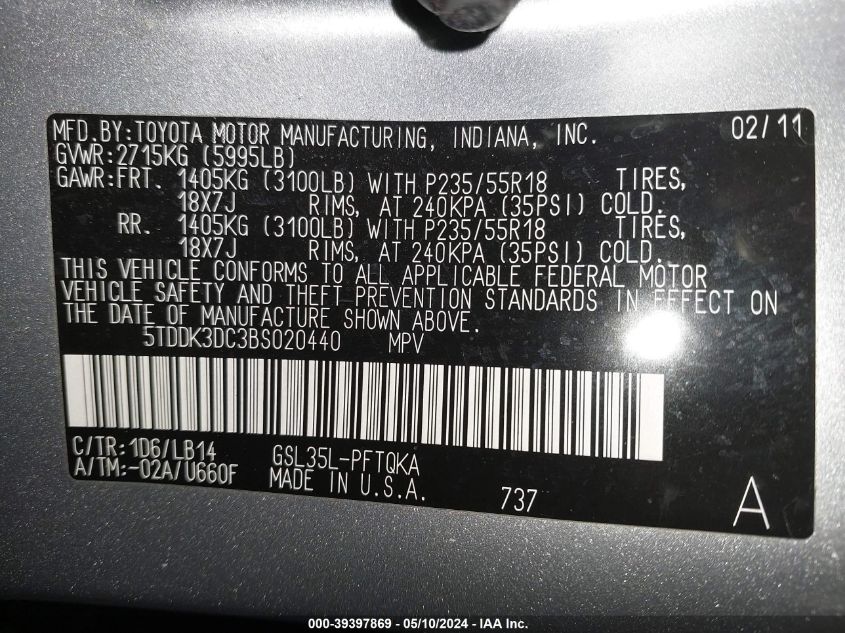 MFD.BY:TOYOTA MOTOR MANUFACTURING, INDIANA, INC. 02/11
GVWR:2715KG (5995LB)
GAWR:FRT. 1405KG (3100LB) WITH P235/55R18 TIRES,
18X7J RIMS, AT 240KPA (35PSI) COLD.
RR. 1405KG (3100LB) WITH P235/55R18 TIRES,
18X7J RIMS, AT 240KPA (35PSI) COLD.
THIS VEHICLE CONFORMS TO ALL APPLICABLE FEDERAL MOTOR
VEHICLE SAFETY AND THEFT PREVENTION STANDARDS IN EFFECT ON
THE DATE OF MANUFACTURE SHOWN ABOVE.
5TDDK3DC3BS020440 MPV
C/TR:1D6/LB14 GSL35L-PFTQKA
A/TM:-02A/U660F MADE IN U.S.A. 737 A
000-39397869 - 05/10/2024 - IAA Inc.